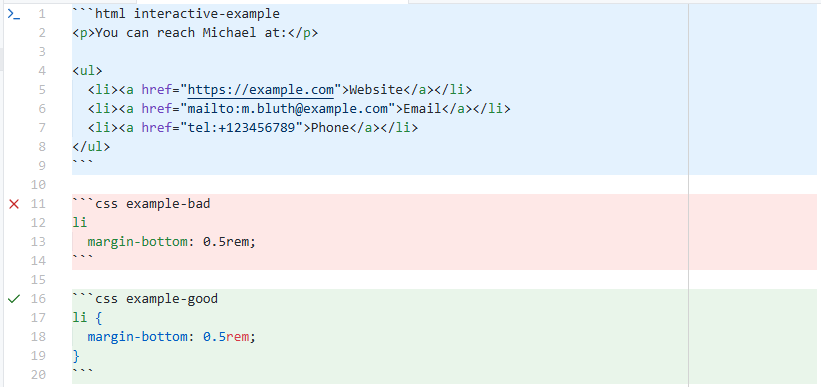 1 ```html interactive-example
2 <p>You can reach Michael at:</p>
3
4 <ul>
5   <li><a href="https://example.com">Website</a></li>
6   <li><a href="mailto:m.bluth@example.com">Email</a></li>
7   <li><a href="tel:+123456789">Phone</a></li>
8 </ul>
9 ```
10
11 ```css example-bad
12 li
13   margin-bottom: 0.5rem;
14 ```
15
16 ```css example-good
17 li {
18   margin-bottom: 0.5rem;
19 }
20 ```